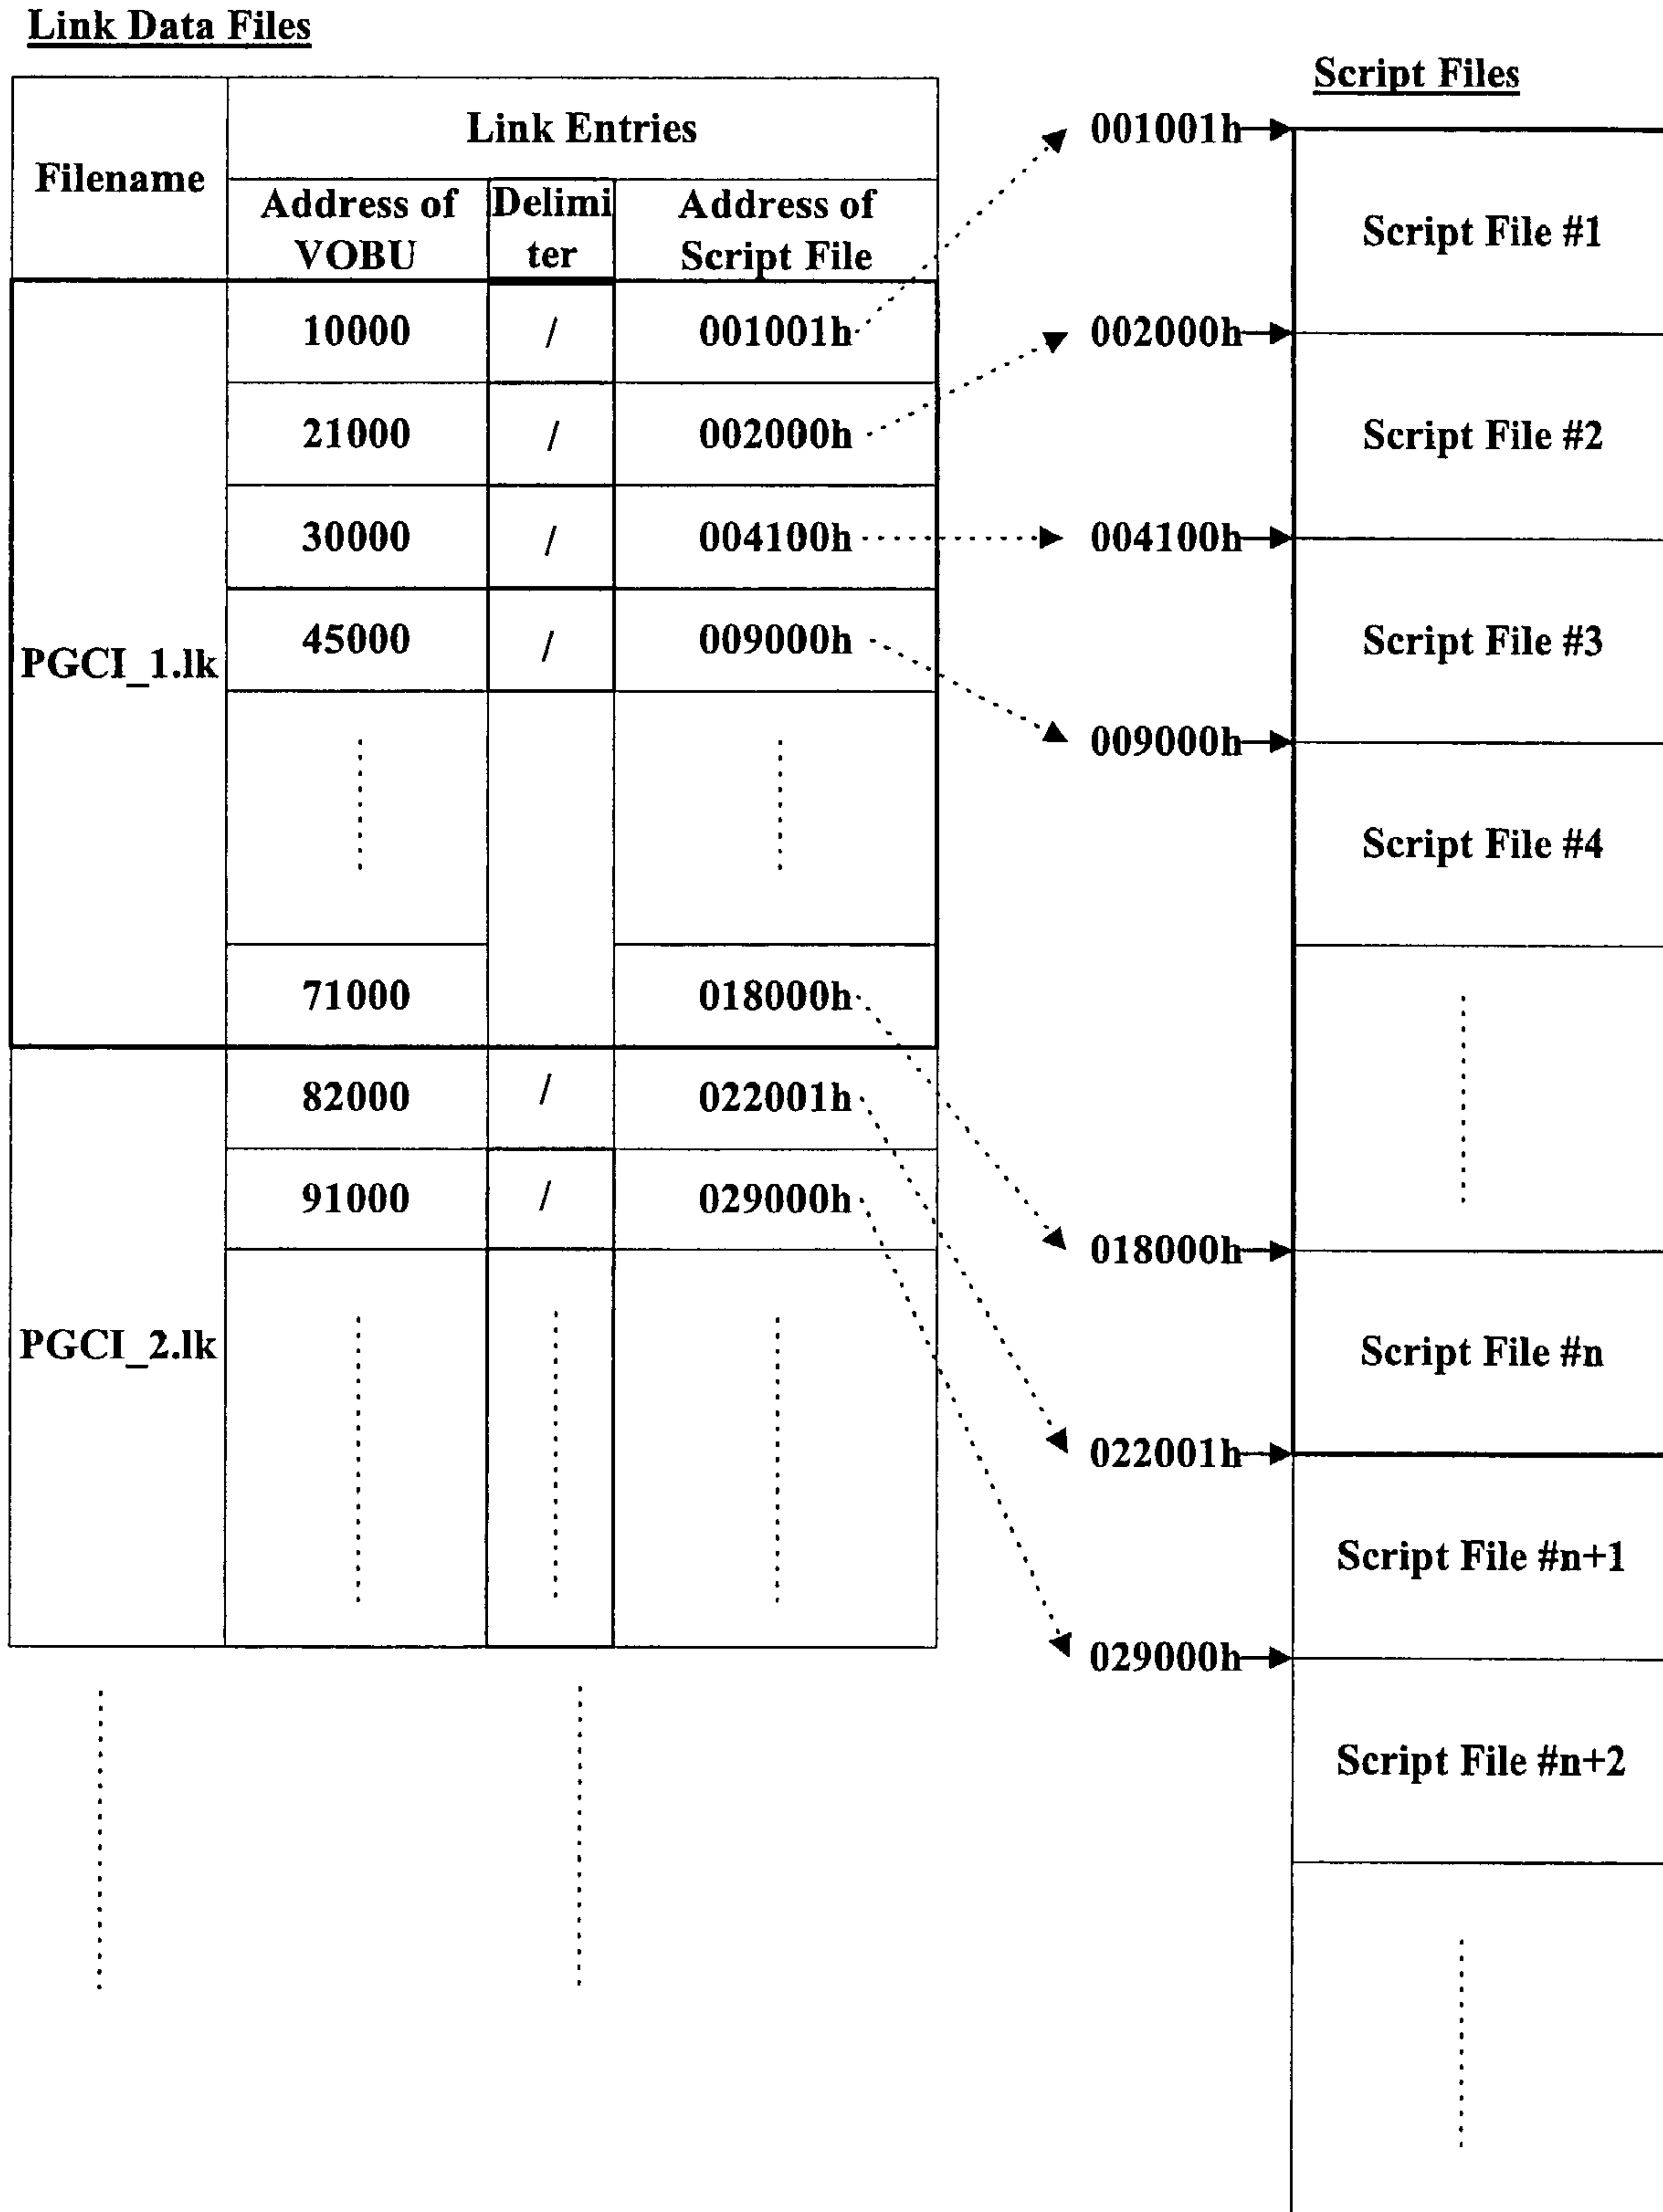 Link Data Files
Filename
Link Entries
Address of
VOBU
Delimi
ter
Address of
Script File
PGCI_1.lk
10000 / 001001h
21000 / 002000h
30000 / 004100h
45000 / 009000h
71000 018000h
PGCI_2.lk
82000 / 022001h
91000 / 029000h
Script Files
001001h
Script File #1
002000h
Script File #2
004100h
Script File #3
009000h
Script File #4
018000h
Script File #n
022001h
Script File #n+1
029000h
Script File #n+2